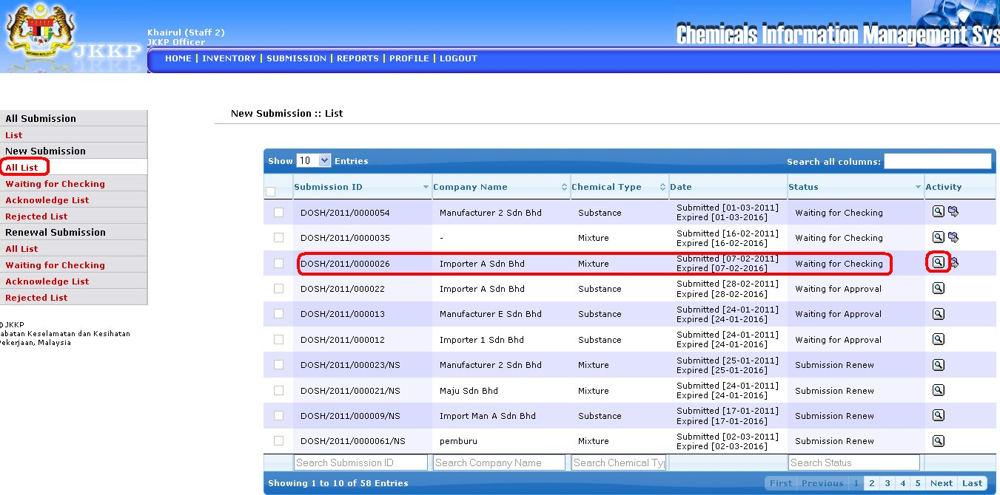 Khairul (Staff 2)
JKKP Officer
JKKP
Chemicals Information Management Sys
HOME | INVENTORY | SUBMISSION | REPORTS | PROFILE | LOGOUT
All Submission
List
New Submission
All List
Waiting for Checking
Acknowledge List
Rejected List
Renewal Submission
All List
Waiting for Checking
Acknowledge List
Rejected List
© JKKP
abatan Keselamatan dan Kesihatan
Pekerjaan, Malaysia
New Submission :: List
Show 10 Entries Search all columns:
Submission ID Company Name Chemical Type Date Status Activity
DOSH/2011/0000054 Manufacturer 2 Sdn Bhd Substance Submitted [01-03-2011] Waiting for Checking
Expired [01-03-2016]
DOSH/2011/0000035 - Mixture Submitted [16-02-2011] Waiting for Checking
Expired [16-02-2016]
DOSH/2011/0000026 Importer A Sdn Bhd Mixture Submitted [07-02-2011] Waiting for Checking
Expired [07-02-2016]
DOSH/2011/000022 Importer A Sdn Bhd Substance Submitted [28-02-2011] Waiting for Approval
Expired [28-02-2016]
DOSH/2011/000013 Manufacturer E Sdn Bhd Substance Submitted [24-01-2011] Waiting for Approval
Expired [24-01-2016]
DOSH/2011/000012 Importer 1 Sdn Bhd Substance Submitted [24-01-2011] Waiting for Approval
Expired [24-01-2016]
DOSH/2011/000023/NS Manufacturer 2 Sdn Bhd Mixture Submitted [25-01-2011] Submission Renew
Expired [25-01-2016]
DOSH/2011/000021/NS Maju Sdn Bhd Mixture Submitted [24-01-2011] Submission Renew
Expired [24-01-2016]
DOSH/2011/000009/NS Import Man A Sdn Bhd Substance Submitted [17-01-2011] Submission Renew
Expired [17-01-2016]
DOSH/2011/0000061/NS pemburu Mixture Submitted [02-03-2011] Submission Renew
Expired [02-03-2016]
Search Submission ID Search Company Name Search Chemical Typ Search Status
Showing 1 to 10 of 58 Entries First Previous 1 2 3 4 5 Next Last